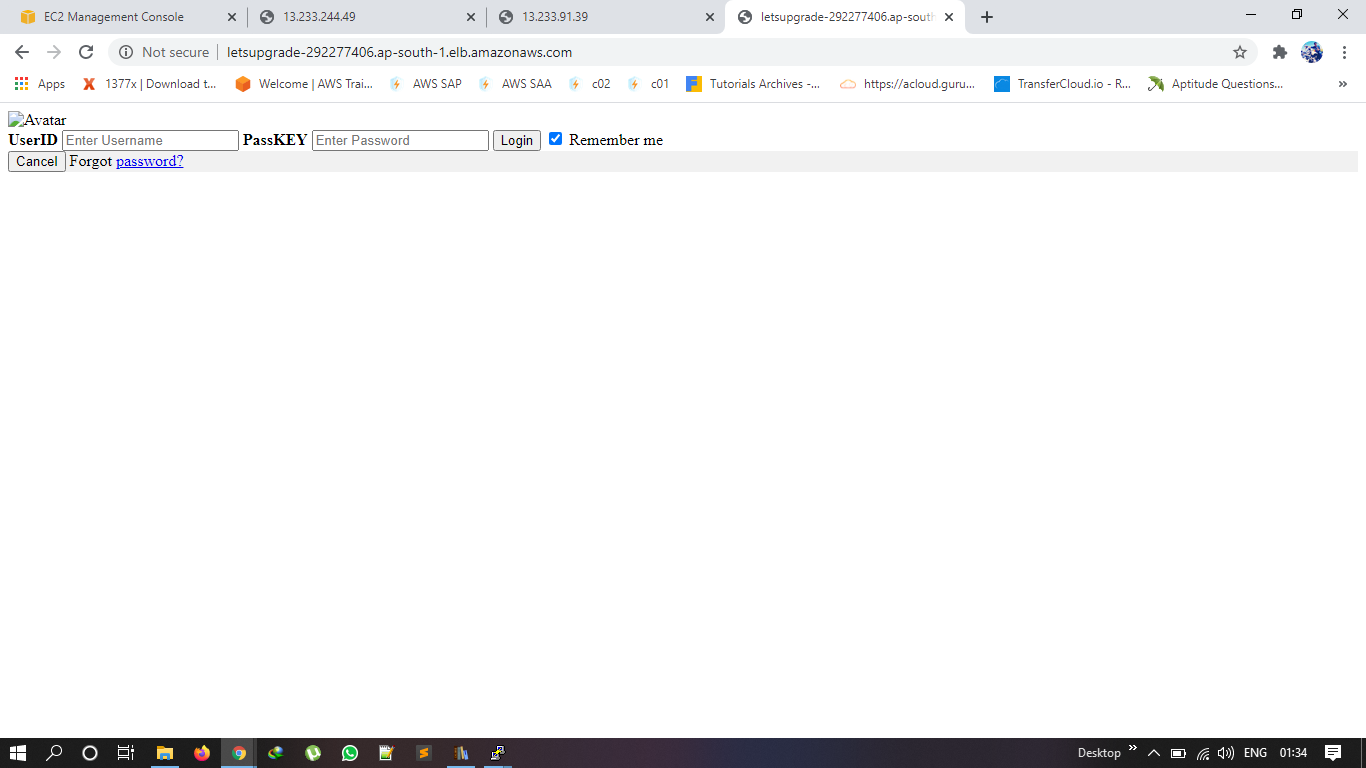 EC2 Management Console
13.233.244.49
13.233.91.39
letsupgrade-292277406.ap-south
Not secure
letsupgrade-292277406.ap-south-1.elb.amazonaws.com
Apps
1377x | Download t...
Welcome | AWS Trai...
AWS SAP
AWS SAA
c02
c01
Tutorials Archives -...
https://acloud.guru...
TransferCloud.io - R...
Aptitude Questions...
Avatar
UserID Enter Username PassKEY Enter Password Login Remember me
Cancel Forgot password?
Desktop
ENG
01:34